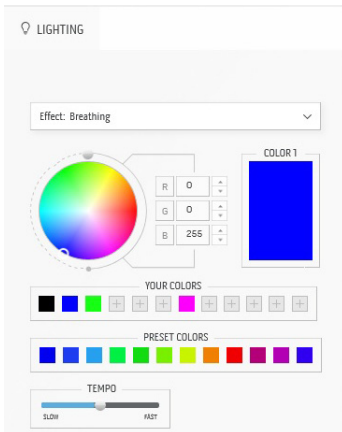 LIGHTING
Effect: Breathing
COLOR 1
R 0
G 0
B 255
YOUR COLORS
PRESET COLORS
TEMPO
SLOW FAST